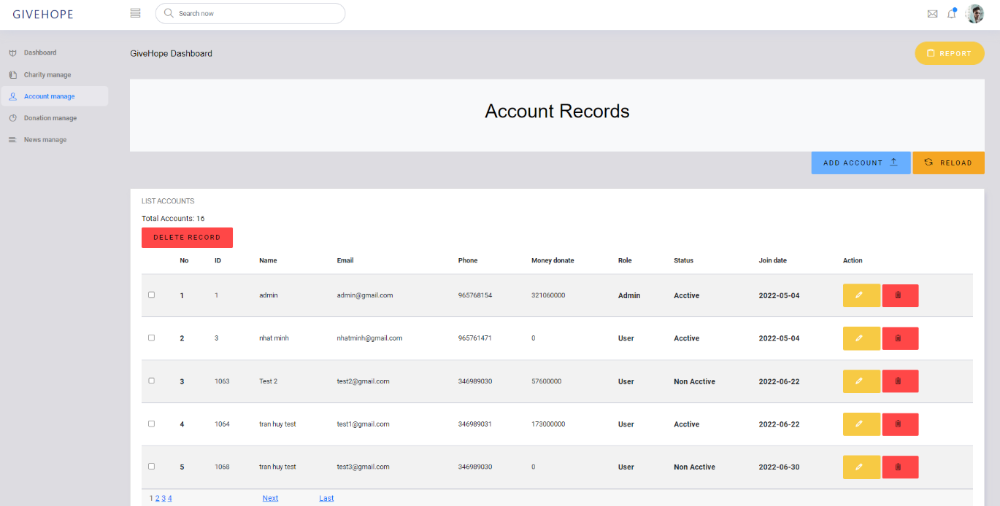 GIVEHOPE
Search now
Dashboard
Charity manage
Account manage
Donation manage
News manage
GiveHope Dashboard
REPORT
Account Records
ADD ACCOUNT
RELOAD
LIST ACCOUNTS
Total Accounts: 16
DELETE RECORD
No ID Name Email Phone Money donate Role Status Join date Action
1 1 admin admin@gmail.com 965768154 321060000 Admin Acctive 2022-05-04
2 3 nhat minh nhatminh@gmail.com 965761471 0 User Acctive 2022-05-04
3 1063 Test 2 test2@gmail.com 346989030 57600000 User Non Acctive 2022-06-22
4 1064 tran huy test test1@gmail.com 346989031 173000000 User Acctive 2022-06-22
5 1068 tran huy test test3@gmail.com 346989030 0 User Non Acctive 2022-06-30
1 2 3 4 Next Last